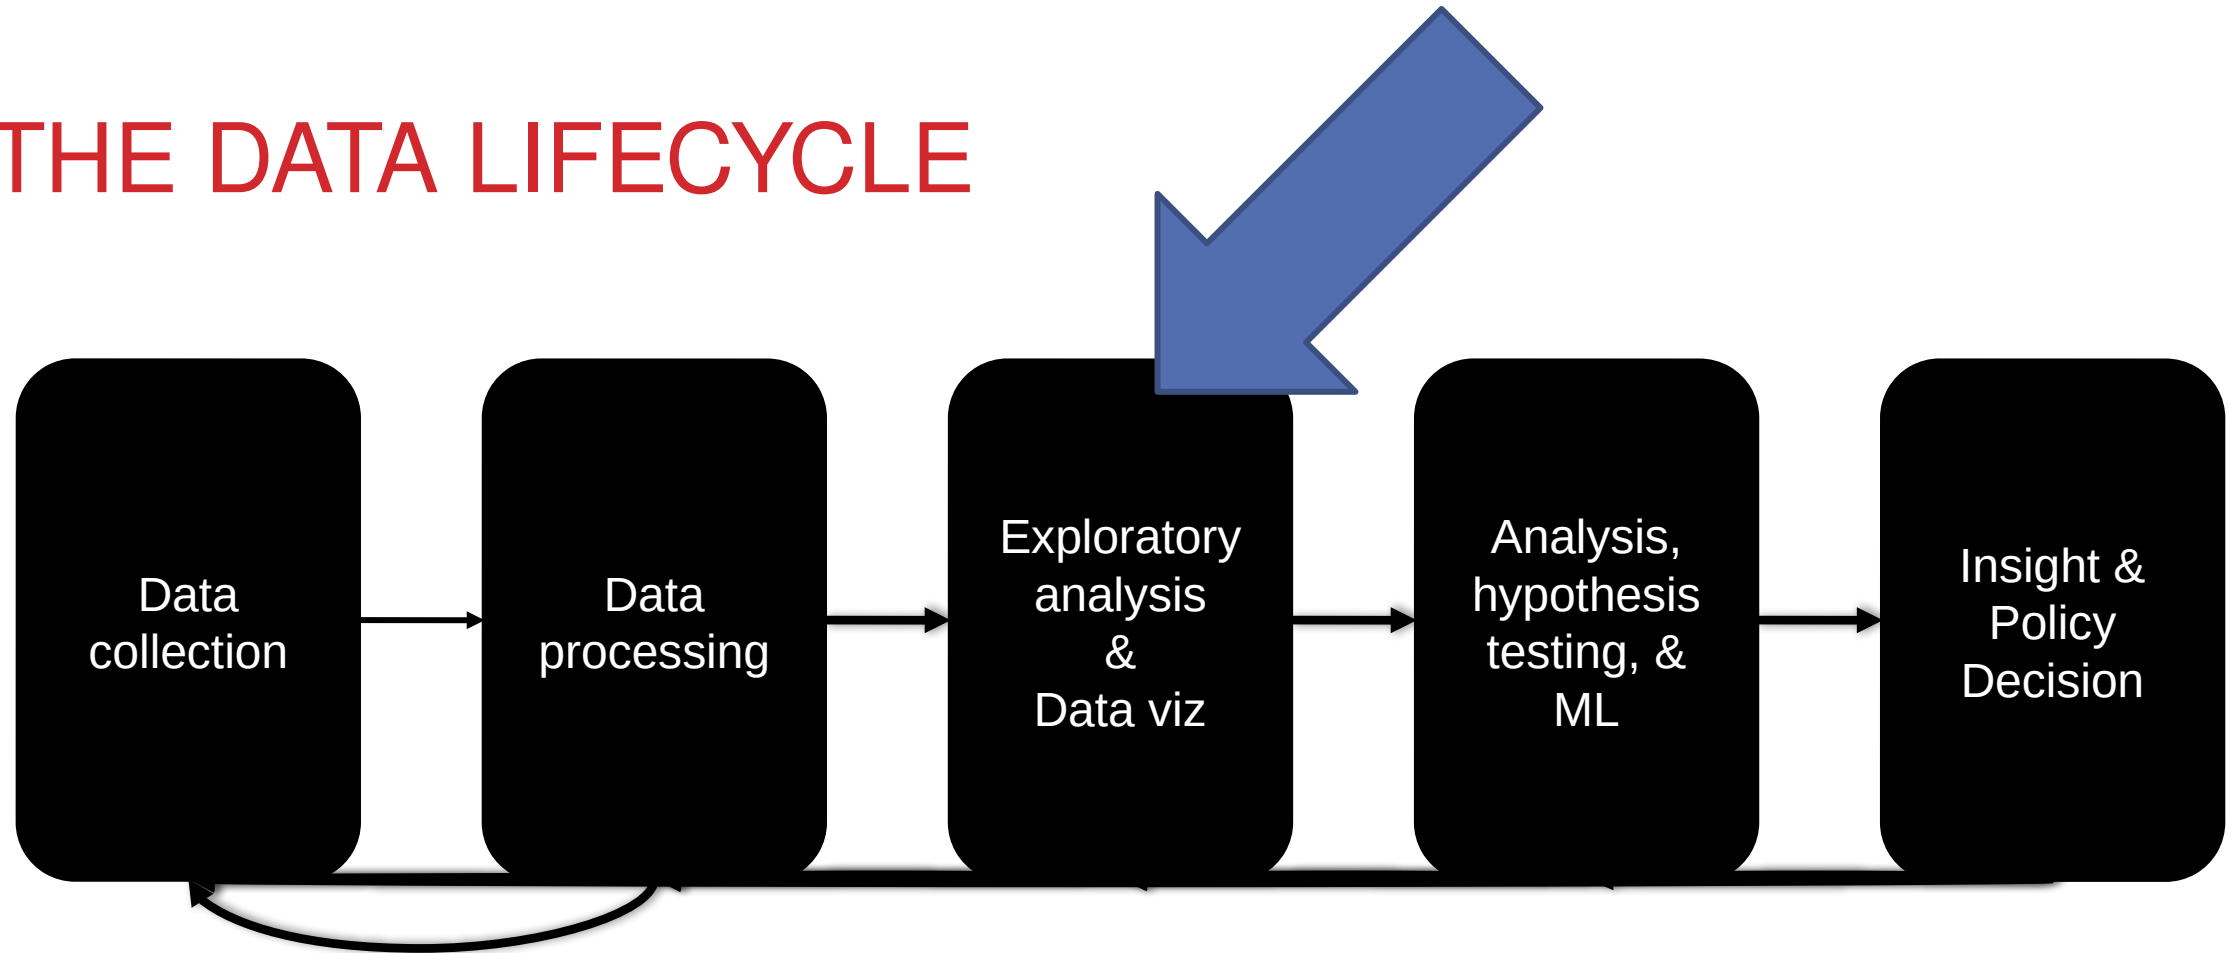 THE DATA LIFECYCLE
Data
collection
Data
processing
Exploratory
analysis
&
Data viz
Analysis,
hypothesis
testing, &
ML
Insight &
Policy
Decision